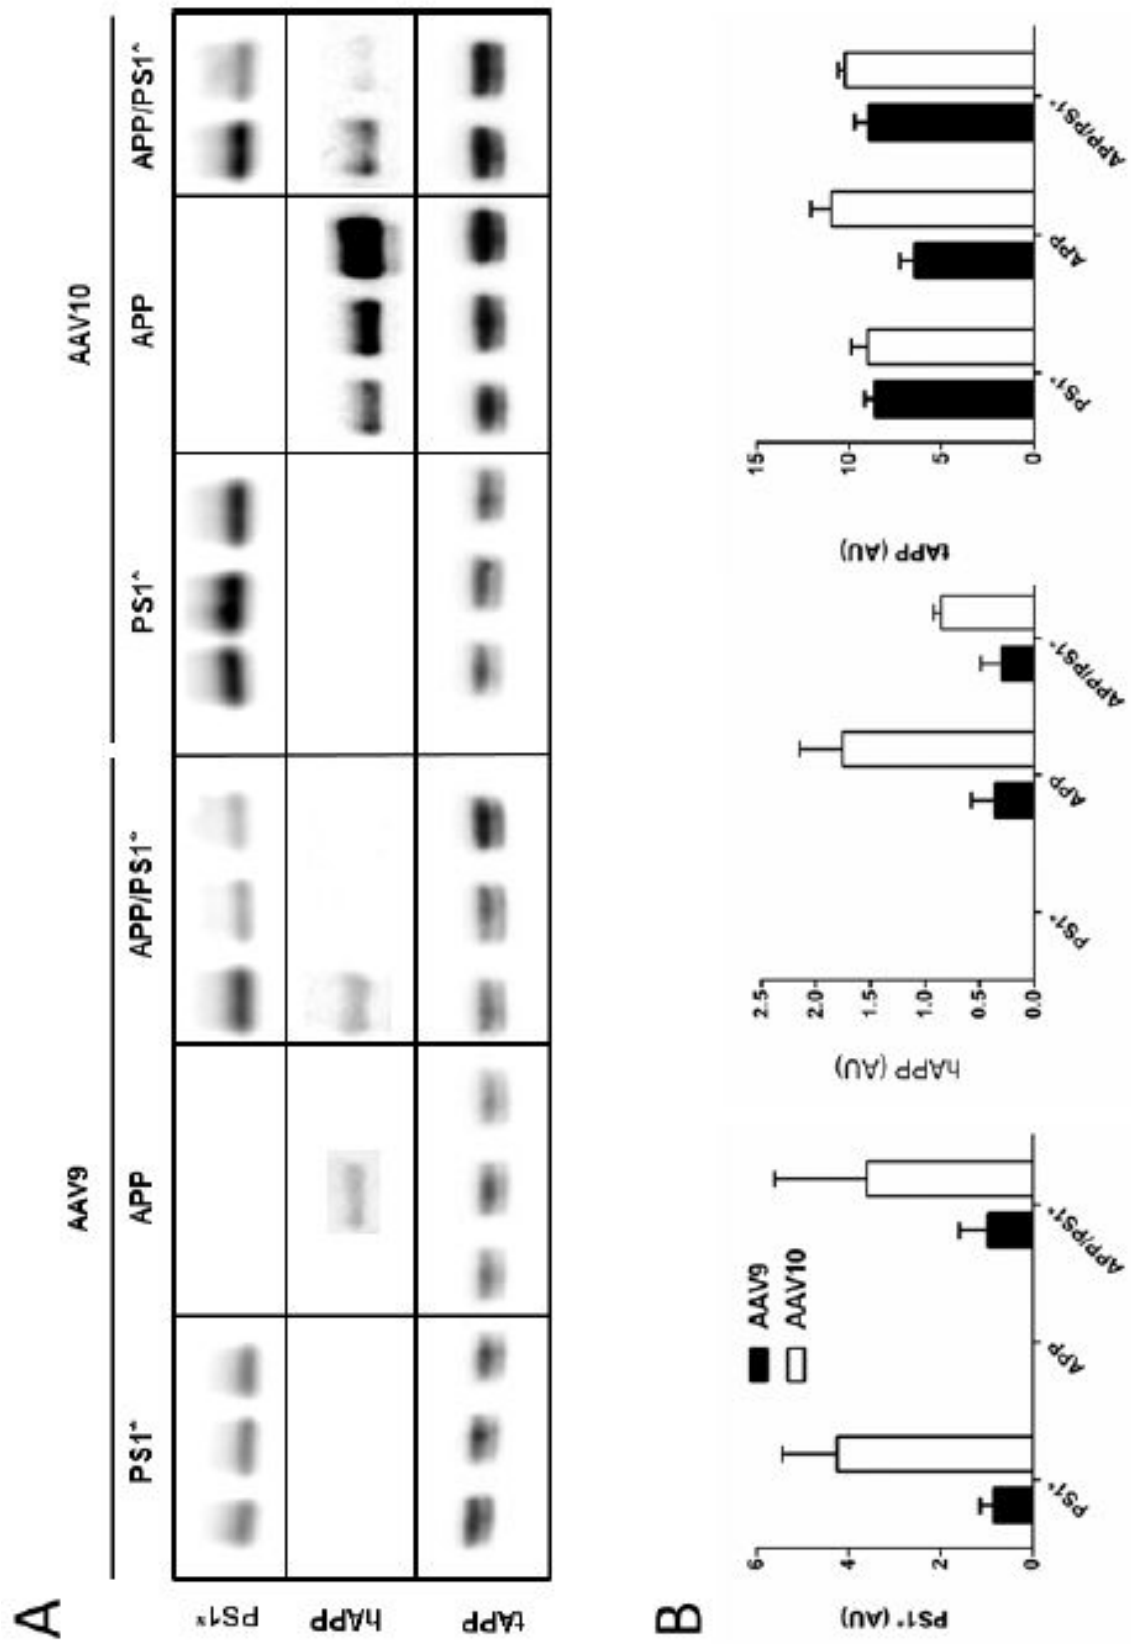 A
AAV9 AAV10
PS1* APP APP/PS1* PS1* APP APP/PS1*
PS1*
hAPP
tAPP
B
PS1* (AU)
6
4
2
0
AAV9
AAV10
PS1* APP APP/PS1*
hAPP (AU)
2.5
2.0
1.5
1.0
0.5
0.0
PS1* APP APP/PS1*
tAPP (AU)
15
10
5
0
PS1* APP APP/PS1*